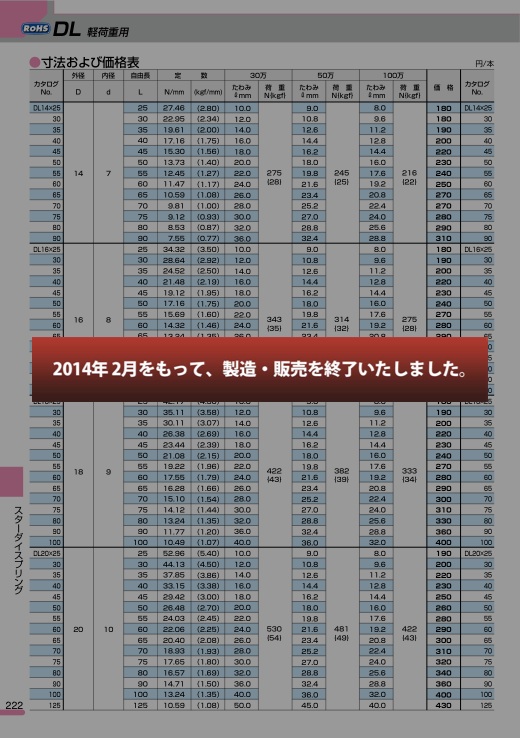 RoHS DL 軽荷重用
●寸法および価格表
円/本
カタログNo. 外径D 内径d 自由長L 定数 N/mm (kgf/mm) 30万 たわみ⇩mm 荷重N{kgf} 50万 たわみ⇩mm 荷重N{kgf} 100万 たわみ⇩mm 荷重N{kgf} 価格 カタログNo.
DL14×25 25 27.46 (2.80) 10.0 9.0 8.0 180 DL14×25
30 30 22.95 (2.34) 12.0 10.8 9.6 180 30
35 35 19.61 (2.00) 14.0 12.6 11.2 190 35
40 40 17.16 (1.75) 16.0 14.4 12.8 200 40
45 45 15.30 (1.56) 18.0 16.2 14.4 220 45
50 50 13.73 (1.40) 20.0 18.0 16.0 230 50
55 14 7 55 12.45 (1.27) 22.0 275 (28) 19.8 245 (25) 17.6 216 (22) 240 55
60 60 11.47 (1.17) 24.0 21.6 19.2 250 60
65 65 10.59 (1.08) 26.0 23.4 20.8 270 65
70 70 9.81 (1.00) 28.0 25.2 22.4 270 70
75 75 9.12 (0.93) 30.0 27.0 24.0 280 75
80 80 8.53 (0.87) 32.0 28.8 25.6 290 80
90 90 7.55 (0.77) 36.0 32.4 28.8 310 90
DL16×25 25 34.32 (3.50) 10.0 9.0 8.0 180 DL16×25
30 30 28.64 (2.92) 12.0 10.8 9.6 190 30
35 35 24.52 (2.50) 14.0 12.6 11.2 200 35
40 40 21.48 (2.19) 16.0 14.4 12.8 220 40
45 45 19.12 (1.95) 18.0 16.2 14.4 230 45
50 50 17.16 (1.75) 20.0 18.0 16.0 240 50
55 16 8 55 15.69 (1.60) 22.0 343 (35) 19.8 314 (32) 17.6 275 (28) 270 55
60 60 14.32 (1.46) 24.0 21.6 19.2 280 60
2014年 2月をもって、製造・販売を終了いたしました。
30 30 35.11 (3.58) 12.0 10.8 9.6 190 30
35 35 30.11 (3.07) 14.0 12.6 11.2 200 35
40 40 26.38 (2.69) 16.0 14.4 12.8 220 40
45 45 23.44 (2.39) 18.0 16.2 14.4 230 45
50 50 21.08 (2.15) 20.0 18.0 16.0 240 50
55 18 9 55 19.22 (1.96) 22.0 422 (43) 19.8 382 (39) 17.6 333 (34) 270 55
60 60 17.55 (1.79) 24.0 21.6 19.2 280 60
65 65 16.28 (1.66) 26.0 23.4 20.8 290 65
70 70 15.10 (1.54) 28.0 25.2 22.4 300 70
75 75 14.12 (1.44) 30.0 27.0 24.0 310 75
80 80 13.24 (1.35) 32.0 28.8 25.6 330 80
90 90 11.77 (1.20) 36.0 32.4 28.8 360 90
100 100 10.49 (1.07) 40.0 36.0 32.0 400 100
DL20×25 25 52.96 (5.40) 10.0 9.0 8.0 190 DL20×25
30 30 44.13 (4.50) 12.0 10.8 9.6 200 30
35 35 37.85 (3.86) 14.0 12.6 11.2 220 35
40 40 33.15 (3.38) 16.0 14.4 12.8 230 40
45 45 29.42 (3.00) 18.0 16.2 14.4 250 45
50 50 26.48 (2.70) 20.0 18.0 16.0 260 50
55 55 24.03 (2.45) 22.0 19.8 17.6 280 55
60 20 10 60 22.06 (2.25) 24.0 530 (54) 21.6 481 (49) 19.2 422 (43) 290 60
65 65 20.40 (2.08) 26.0 23.4 20.8 300 65
70 70 18.93 (1.93) 28.0 25.2 22.4 310 70
75 75 17.65 (1.80) 30.0 27.0 24.0 320 75
80 80 16.57 (1.69) 32.0 28.8 25.6 340 80
90 90 14.71 (1.50) 36.0 32.4 28.8 360 90
100 100 13.24 (1.35) 40.0 36.0 32.0 400 100
125 125 10.59 (1.08) 50.0 45.0 40.0 430 125
スターダイスプリング
222